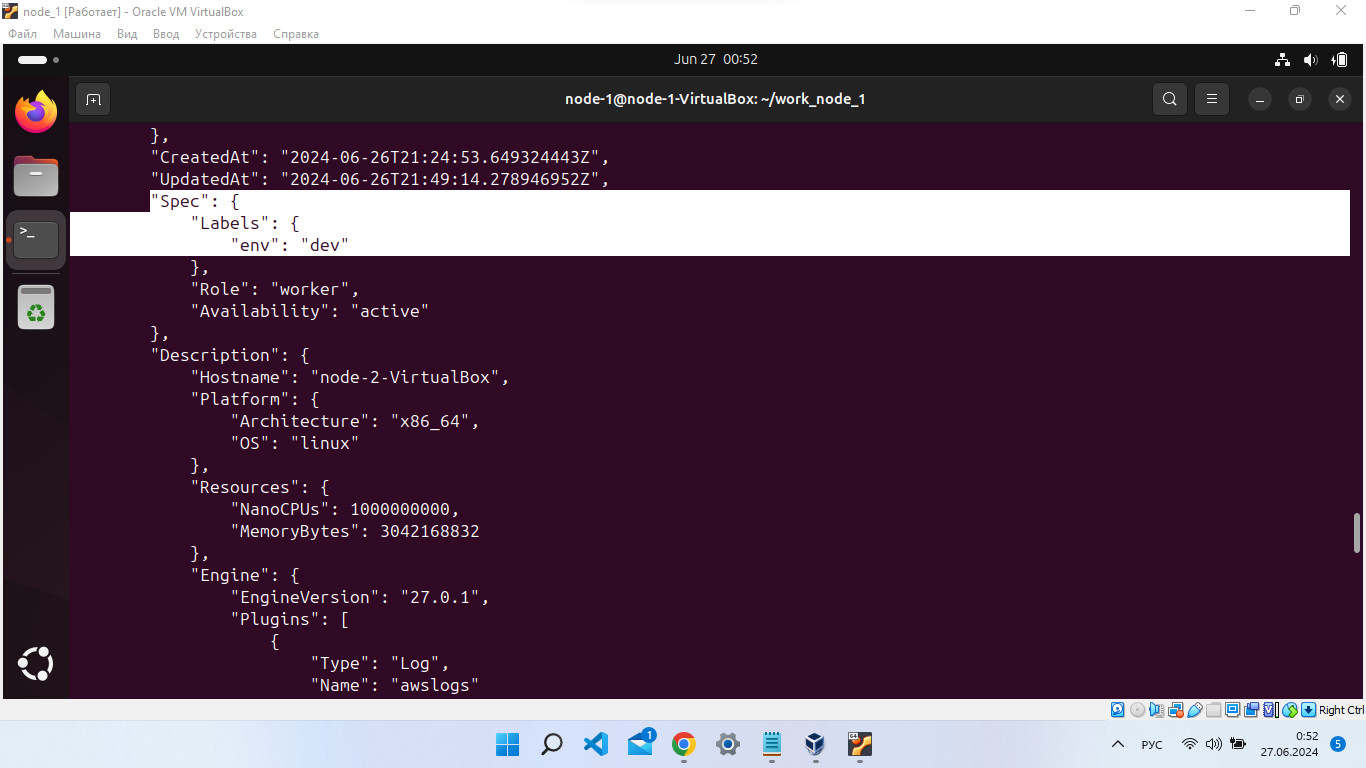 node_1 [Работает] - Oracle VM VirtualBox
Файл Машина Вид Ввод Устройства Справка
Jun 27 00:52
node-1@node-1-VirtualBox: ~/work_node_1
},
"CreatedAt": "2024-06-26T21:24:53.649324443Z",
"UpdatedAt": "2024-06-26T21:49:14.278946952Z",
"Spec": {
"Labels": {
"env": "dev"
},
"Role": "worker",
"Availability": "active"
},
"Description": {
"Hostname": "node-2-VirtualBox",
"Platform": {
"Architecture": "x86_64",
"OS": "linux"
},
"Resources": {
"NanoCPUs": 1000000000,
"MemoryBytes": 3042168832
},
"Engine": {
"EngineVersion": "27.0.1",
"Plugins": [
{
"Type": "Log",
"Name": "awslogs"
Right Ctrl
1
64
РУС
0:52
27.06.2024
5